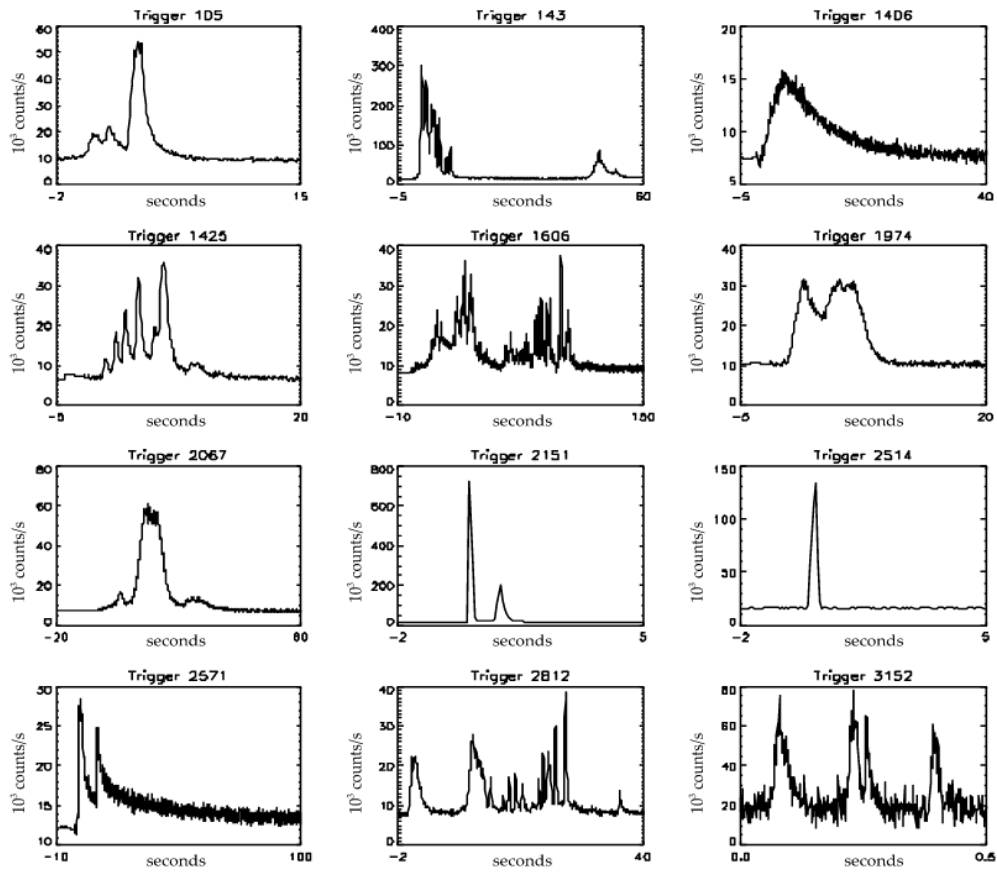 Trigger 105
60
50
40
30
20
10
0
10³ counts/s
-2 seconds 15
Trigger 143
400
300
200
100
0
10³ counts/s
-5 seconds 60
Trigger 1406
20
15
10
5
10³ counts/s
-5 seconds 40
Trigger 1425
40
30
20
10
0
10³ counts/s
-5 seconds 20
Trigger 1606
40
30
20
10
0
10³ counts/s
-10 seconds 150
Trigger 1974
40
30
20
10
0
10³ counts/s
-5 seconds 20
Trigger 2067
80
60
40
20
0
10³ counts/s
-20 seconds 60
Trigger 2151
800
600
400
200
0
10³ counts/s
-2 seconds 5
Trigger 2514
150
100
50
0
10³ counts/s
-2 seconds 5
Trigger 2571
30
25
20
15
10
10³ counts/s
-10 seconds 100
Trigger 2812
40
30
20
10
0
10³ counts/s
-2 seconds 40
Trigger 3152
80
60
40
20
0
10³ counts/s
0.0 seconds 0.5